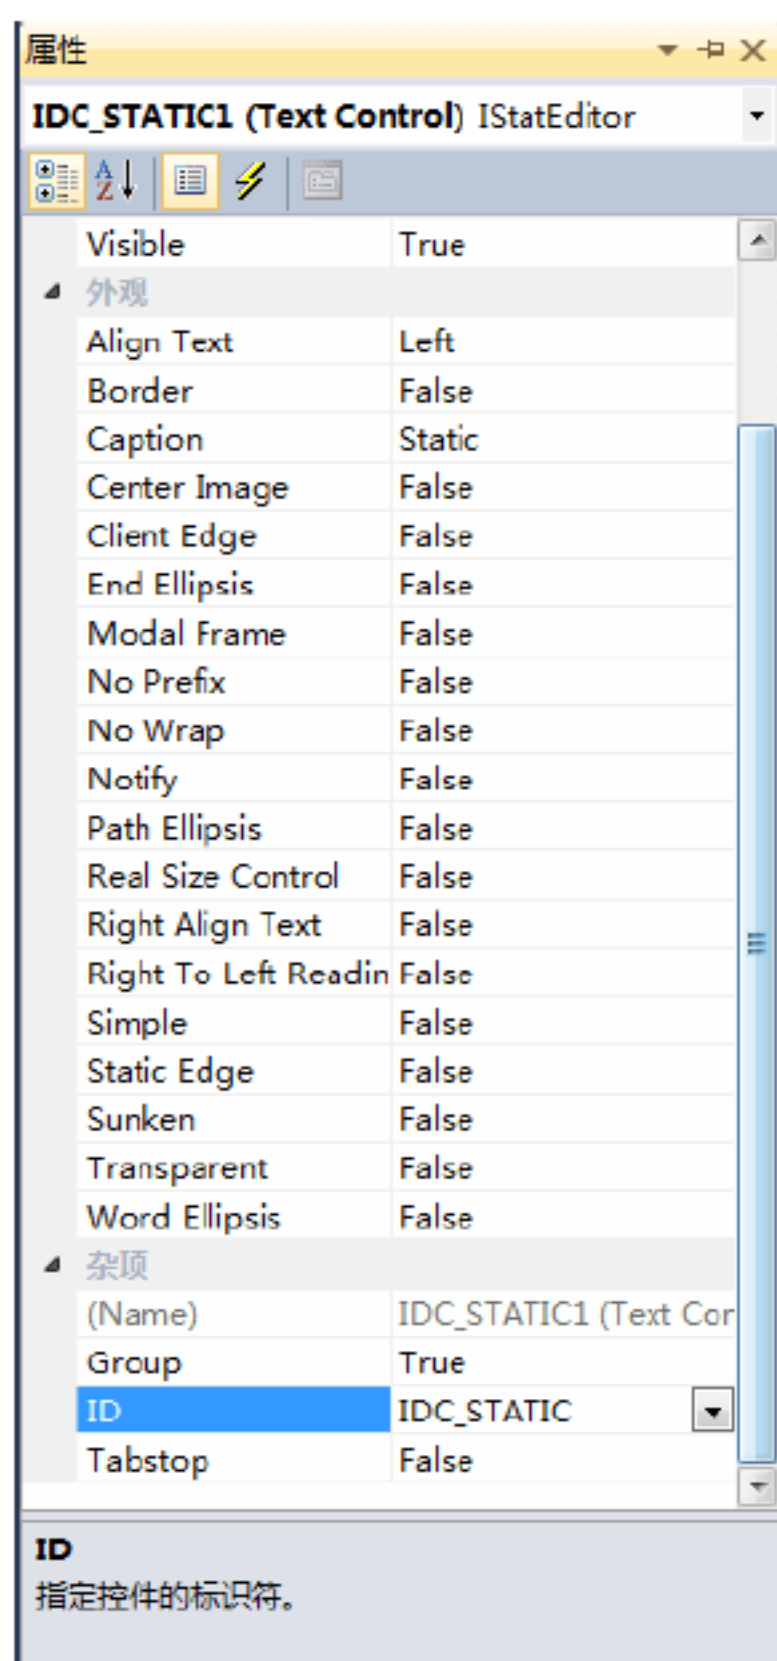 属性
IDC_STATIC1 (Text Control) IStatEditor
Visible True
外观
Align Text Left
Border False
Caption Static
Center Image False
Client Edge False
End Ellipsis False
Modal Frame False
No Prefix False
No Wrap False
Notify False
Path Ellipsis False
Real Size Control False
Right Align Text False
Right To Left Readin False
Simple False
Static Edge False
Sunken False
Transparent False
Word Ellipsis False
杂项
(Name) IDC_STATIC1 (Text Cor
Group True
ID IDC_STATIC
Tabstop False
ID
指定控件的标识符。